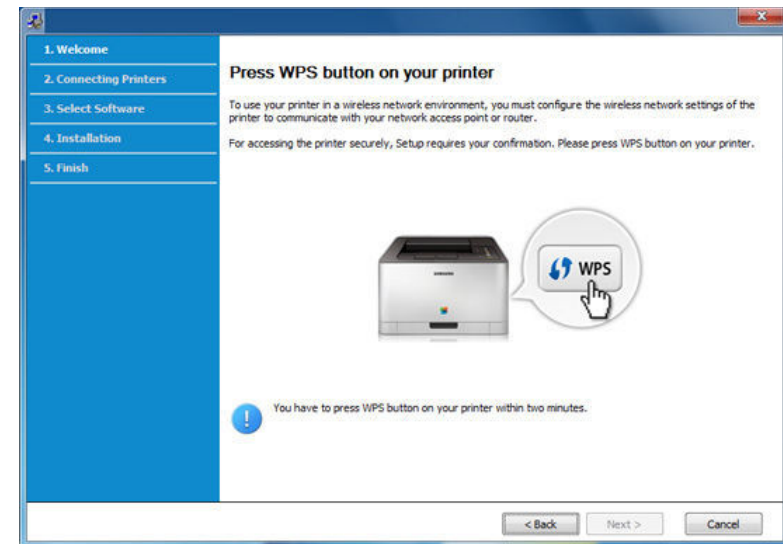 1. Welcome
2. Connecting Printers
3. Select Software
4. Installation
5. Finish
Press WPS button on your printer
To use your printer in a wireless network environment, you must configure the wireless network settings of the
printer to communicate with your network access point or router.
For accessing the printer securely, Setup requires your confirmation. Please press WPS button on your printer.
SAMSUNG
WPS
You have to press WPS button on your printer within two minutes.
< Back
Next >
Cancel